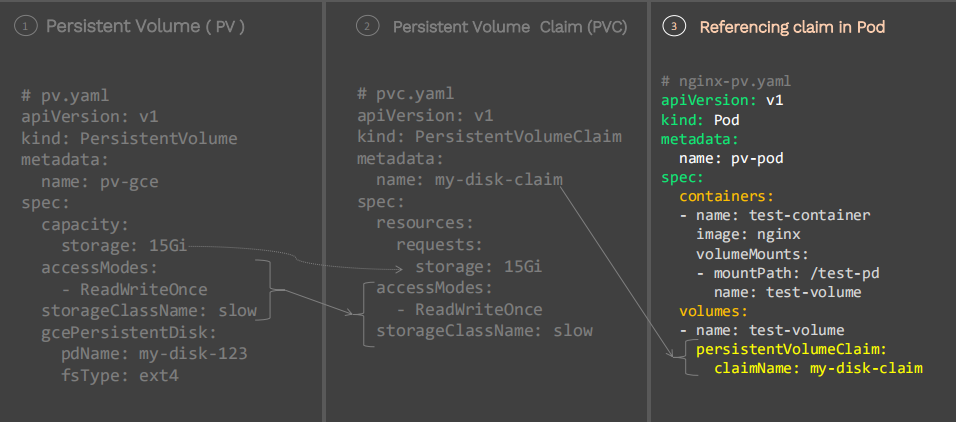 1 Persistent Volume ( PV )
# pv.yaml
apiVersion: v1
kind: PersistentVolume
metadata:
  name: pv-gce
spec:
  capacity:
    storage: 15Gi
  accessModes:
    - ReadWriteOnce
  storageClassName: slow
  gcePersistentDisk:
    pdName: my-disk-123
    fsType: ext4
2 Persistent Volume Claim (PVC)
# pvc.yaml
apiVersion: v1
kind: PersistentVolumeClaim
metadata:
  name: my-disk-claim
spec:
  resources:
    requests:
      storage: 15Gi
  accessModes:
    - ReadWriteOnce
  storageClassName: slow
3 Referencing claim in Pod
# nginx-pv.yaml
apiVersion: v1
kind: Pod
metadata:
  name: pv-pod
spec:
  containers:
  - name: test-container
    image: nginx
    volumeMounts:
    - mountPath: /test-pd
      name: test-volume
  volumes:
  - name: test-volume
    persistentVolumeClaim:
      claimName: my-disk-claim